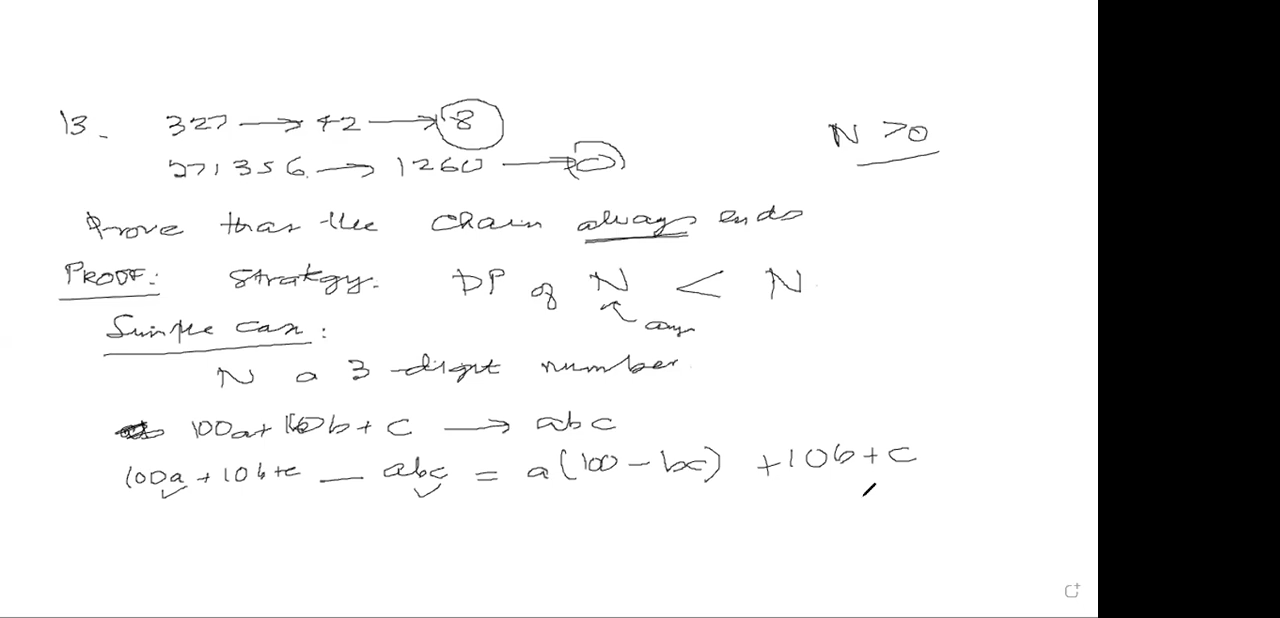 13. 327 → 42 → 8
N > 0
271356 → 1260 → 0
Prove that the chain always ends
PROOF: Strategy. DP of N < N
any
Simple case:
N a 3-digit number
100a + 10b + c → abc
100a + 10b + c - abc = a(100 - bc) + 10b + c